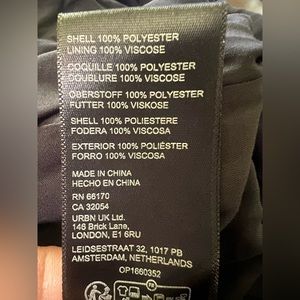 SHELL 100% POLYESTER
LINING 100% VISCOSE
COQUILLE 100% POLYESTER
DOUBLURE 100% VISCOSE
OBERSTOFF 100% POLYESTER
FUTTER 100% VISKOSE
SHELL 100% POLIESTERE
FODERA 100% VISCOSA
EXTERIOR 100% POLIÉSTER
FORRO 100% VISCOSA
MADE IN CHINA
HECHO EN CHINA
RN 66170
CA 32054
URBN UK Ltd.
146 Brick Lane,
LONDON, E1 6RU
LEIDSESTRAAT 32, 1017 PB
AMSTERDAM, NETHERLANDS
OP1660352
FR